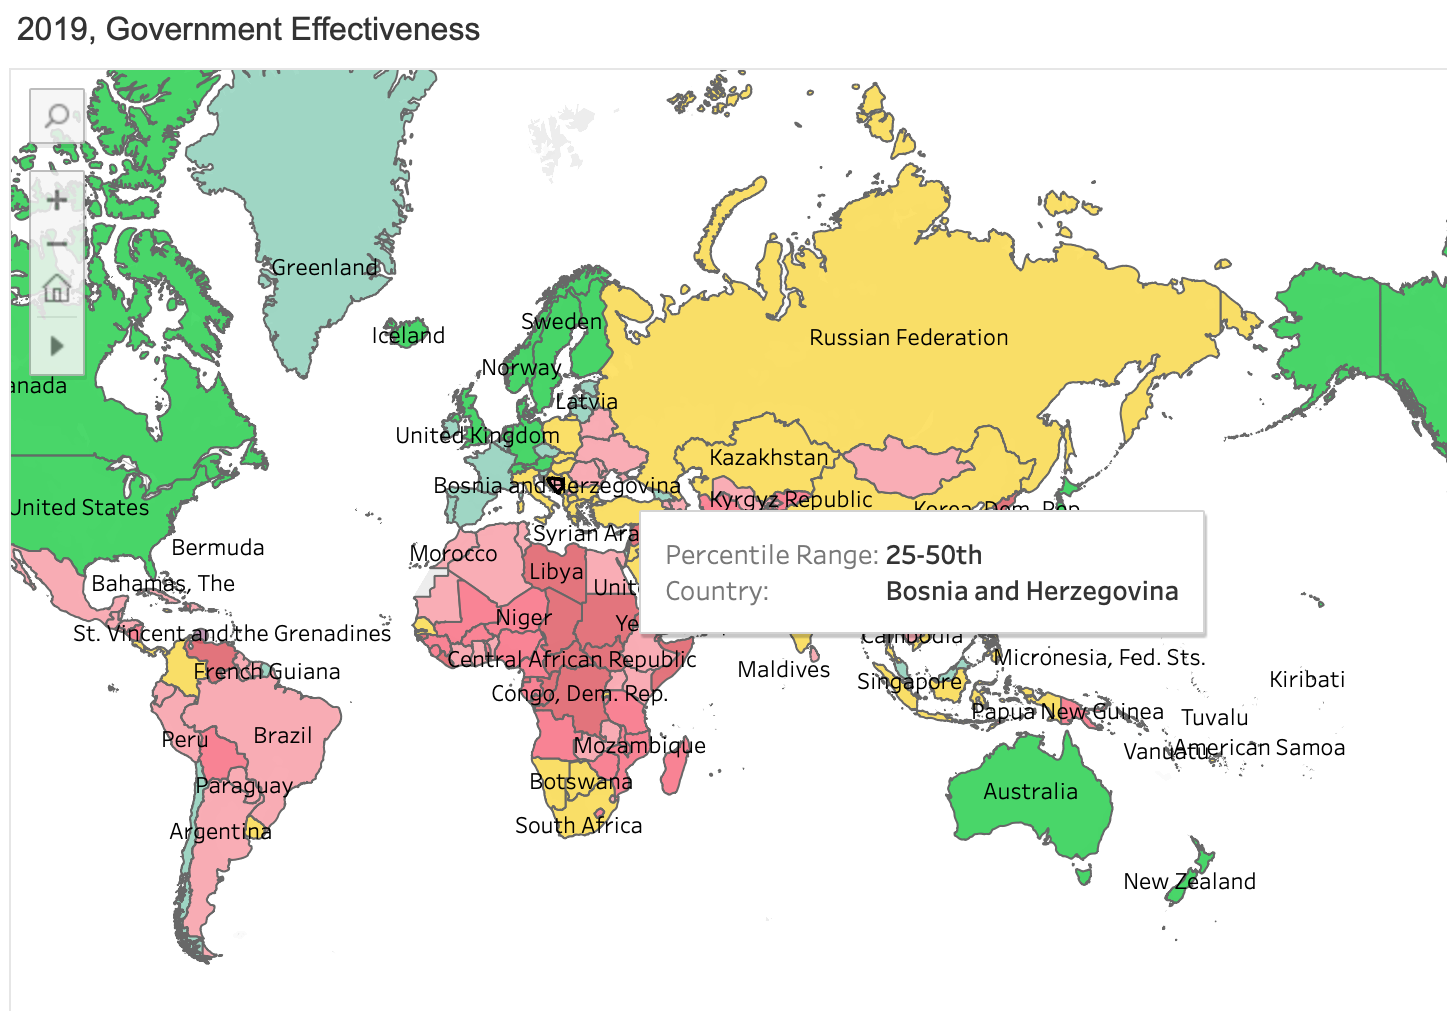 2019, Government Effectiveness
Greenland
Iceland
Sweden
Norway
Russian Federation
anada
Latvia
United Kingdom
Kazakhstan
Bosnia and Herzegovina
Kyrgyz Republic
United States
Korea, Dem. Rep.
Syrian Ara
Bermuda
Morocco
Percentile Range: 25-50th
Libya
Bahamas, The
Unit
Country: Bosnia and Herzegovina
Niger
Ye
St. Vincent and the Grenadines
Cambodia
Central African Republic
Micronesia, Fed. Sts.
French Guiana
Maldives
Singapore
Kiribati
Congo, Dem. Rep.
Papua New Guinea
Tuvalu
Peru
Brazil
Mozambique
Vanuatu
American Samoa
Paraguay
Botswana
Australia
Argentina
South Africa
New Zealand